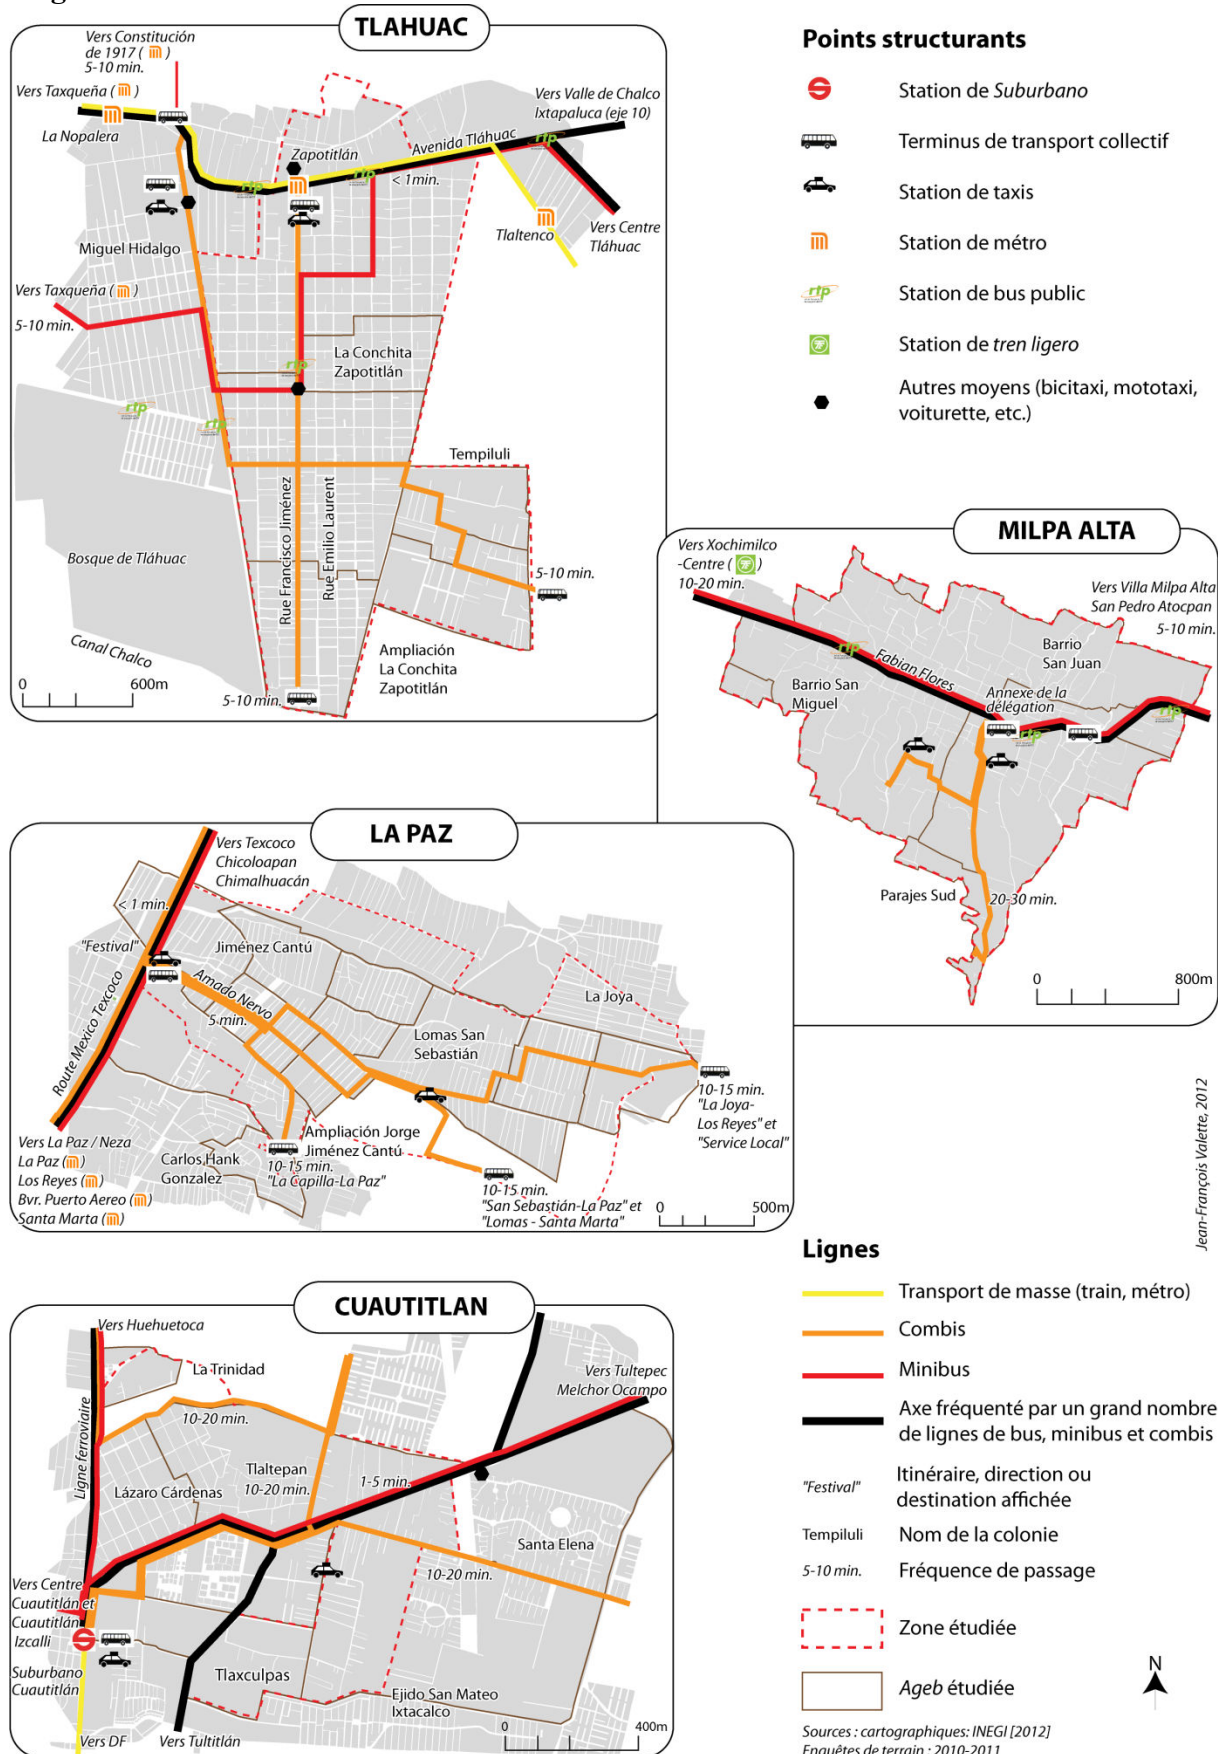 TLAHUAC
Vers Constitución
de 1917 ( )
5-10 min.
Vers Taxqueña ( )
La Nopalera
Zapotitlán
Avenida Tláhuac
Vers Valle de Chalco
Ixtapaluca (eje 10)
rtp
rtp
rtp
< 1min.
Tlaltenco
Vers Centre
Tláhuac
Miguel Hidalgo
Vers Taxqueña ( )
5-10 min.
La Conchita
Zapotitlán
rtp
rtp
rtp
Tempiluli
Rue Francisco Jiménez
Rue Emilio Laurent
Bosque de Tláhuac
5-10 min.
Canal Chalco
Ampliación
La Conchita
Zapotitlán
0 600m
5-10 min.
Points structurants
Station de Suburbano
Terminus de transport collectif
Station de taxis
Station de métro
rtp
Station de bus public
Station de tren ligero
Autres moyens (bicitaxi, mototaxi,
voiturette, etc.)
MILPA ALTA
Vers Xochimilco
-Centre ( )
10-20 min.
Vers Villa Milpa Alta
San Pedro Atocpan
5-10 min.
Barrio
San Juan
rtp
Fabian Flores
Barrio San
Miguel
Annexe de la
délégation
rtp
rtp
Parajes Sud
20-30 min.
0 800m
LA PAZ
Vers Texcoco
Chicoloapan
Chimalhuacán
< 1 min.
"Festival"
Jiménez Cantú
Amado Nervo
5 min.
La Joya
Lomas San
Sebastián
Route Mexico Texcoco
10-15 min.
"La Joya-
Los Reyes" et
"Service Local"
Vers La Paz / Neza
La Paz ( )
Los Reyes ( )
Bvr. Puerto Aereo ( )
Santa Marta ( )
Carlos Hank
Gonzalez
Ampliación Jorge
Jiménez Cantú
10-15 min.
"La Capilla-La Paz"
10-15 min.
"San Sebastián-La Paz" et
"Lomas - Santa Marta"
0 500m
Jean-François Valette, 2012
CUAUTITLAN
Vers Huehuetoca
La Trinidad
Vers Tultepec
Melchor Ocampo
10-20 min.
Ligne ferroviaire
Tlaltepan
10-20 min.
1-5 min.
Lázaro Cárdenas
Santa Elena
10-20 min.
Vers Centre
Cuautitlán et
Cuautitlán
Izcalli
Suburbano
Cuautitlán
Tlaxculpas
Ejido San Mateo
Ixtacalco
Vers DF
Vers Tultitlán
0 400m
Lignes
Transport de masse (train, métro)
Combis
Minibus
Axe fréquenté par un grand nombre
de lignes de bus, minibus et combis
"Festival"
Itinéraire, direction ou
destination affichée
Tempiluli
Nom de la colonie
5-10 min.
Fréquence de passage
Zone étudiée
Ageb étudiée
N
Sources : cartographiques: INEGI [2012]
Enquêtes de terrain : 2010-2011